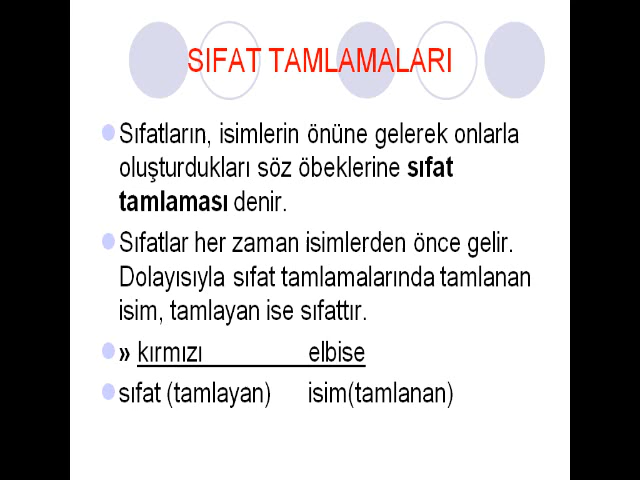 SIFAT TAMLAMALARI
Sıfatların, isimlerin önüne gelerek onlarla
oluşturdukları söz öbeklerine sıfat
tamlaması denir.
Sıfatlar her zaman isimlerden önce gelir.
Dolayısıyla sıfat tamlamalarında tamlanan
isim, tamlayan ise sıfattır.
» kırmızı elbise
sıfat (tamlayan) isim(tamlanan)